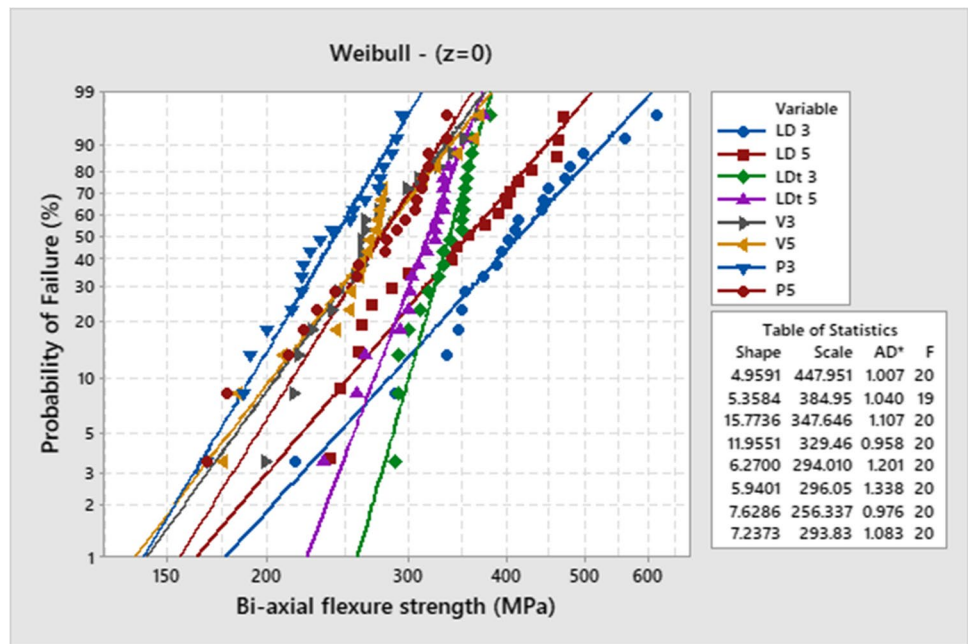 Weibull - (z=0)
99
90
80
70
60
50
40
30
20
10
5
3
2
1
Probability of Failure (%)
150 200 300 400 500 600
Bi-axial flexure strength (MPa)
Variable
LD 3
LD 5
LDt 3
LDt 5
V3
V5
P3
P5
Table of Statistics
Shape Scale AD* F
4.9591 447.951 1.007 20
5.3584 384.95 1.040 19
15.7736 347.646 1.107 20
11.9551 329.46 0.958 20
6.2700 294.010 1.201 20
5.9401 296.05 1.338 20
7.6286 256.337 0.976 20
7.2373 293.83 1.083 20